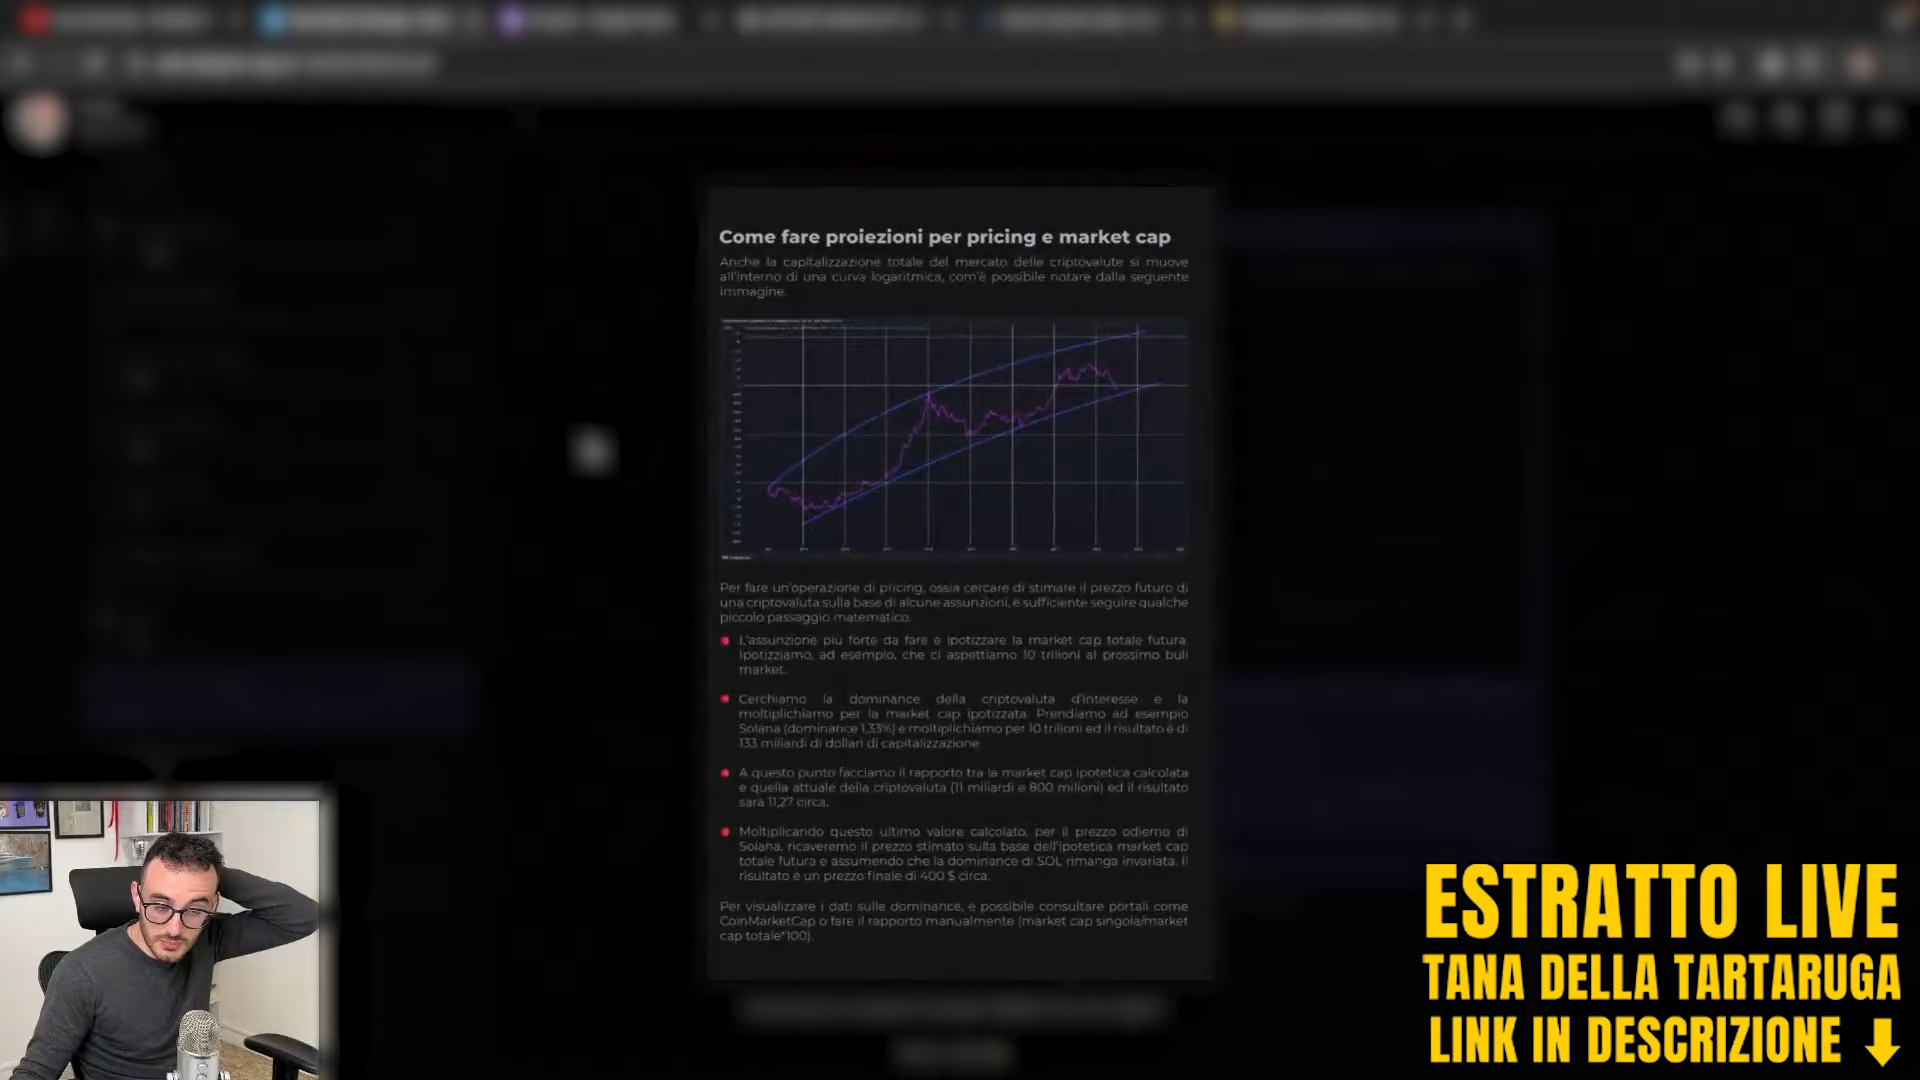 Come fare proiezioni per pricing e market cap
Anche la capitalizzazione totale del mercato delle criptovalute si muove
all'interno di una curva logaritmica, com'è possibile notare dalla seguente
immagine.
Per fare un'operazione di pricing, ossia cercare di stimare il prezzo futuro di
una criptovaluta sulla base di alcune assunzioni, è sufficiente seguire qualche
piccolo passaggio matematico.
L'assunzione più forte da fare è ipotizzare la market cap totale futura.
Ipotizziamo, ad esempio, che ci aspettiamo 10 trilioni al prossimo bull
market.
Cerchiamo la dominance della criptovaluta d'interesse e la
moltiplichiamo per la market cap ipotizzata. Prendiamo ad esempio
Solana (dominance 1,33%) e moltiplichiamo per 10 trilioni ed il risultato è di
133 miliardi di dollari di capitalizzazione
A questo punto facciamo il rapporto tra la market cap ipotetica calcolata
e quella attuale della criptovaluta (11 miliardi e 800 milioni) ed il risultato
sarà 11,27 circa.
Moltiplicando questo ultimo valore calcolato, per il prezzo odierno di
Solana, ricaveremo il prezzo stimato sulla base dell'ipotetica market cap
totale futura e assumendo che la dominance di SOL rimanga invariata. Il
risultato è un prezzo finale di 400 $ circa.
Per visualizzare i dati sulle dominance, è possibile consultare portali come
CoinMarketCap o fare il rapporto manualmente (market cap singola/market
cap totale*100).
ESTRATTO LIVE
TANA DELLA TARTARUGA
LINK IN DESCRIZIONE